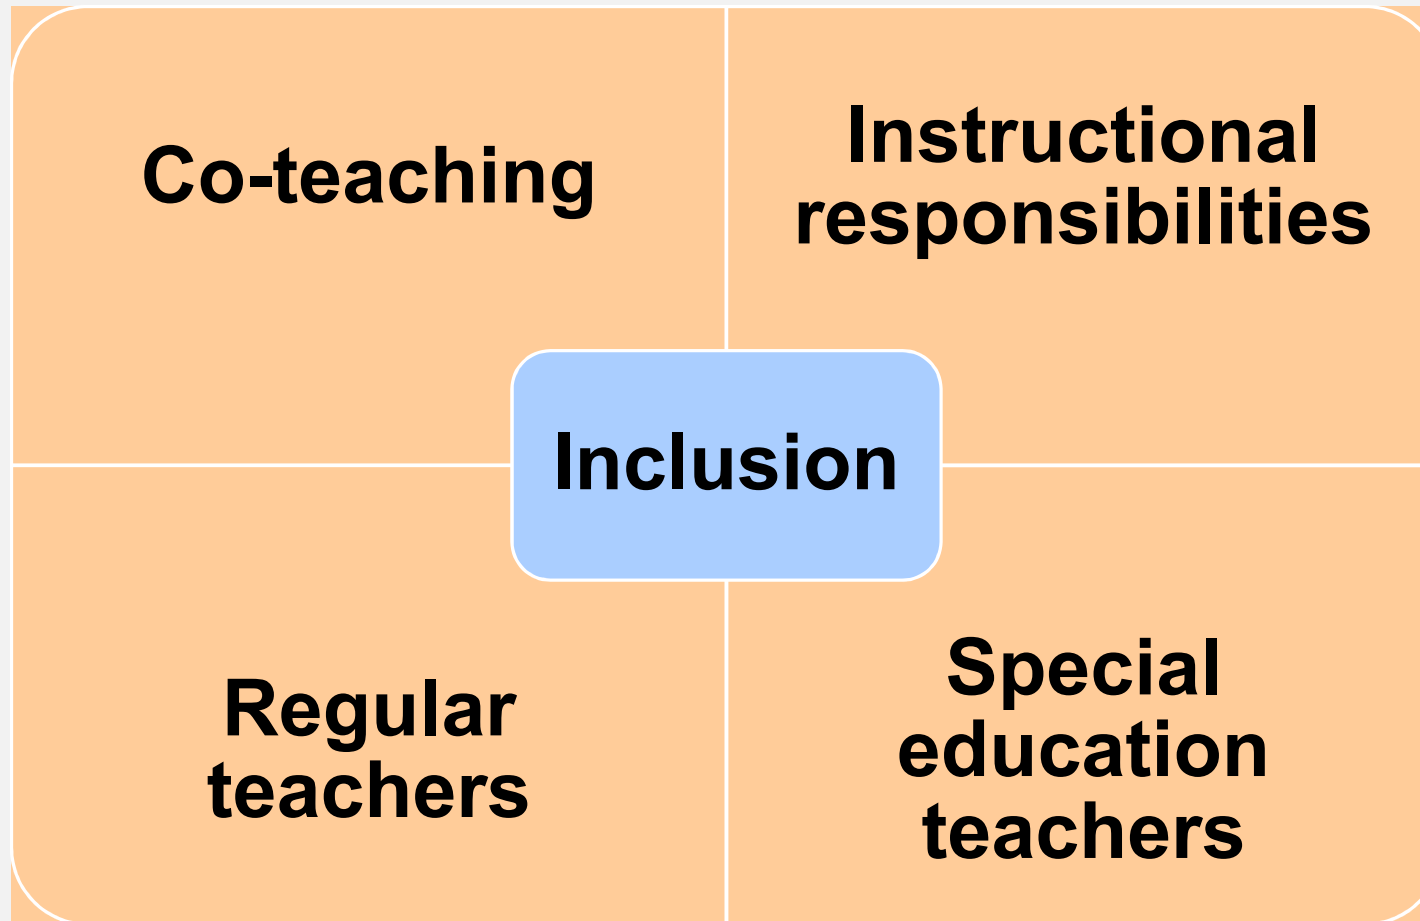 Co-teaching
Instructional
responsibilities
Inclusion
Regular
teachers
Special
education
teachers